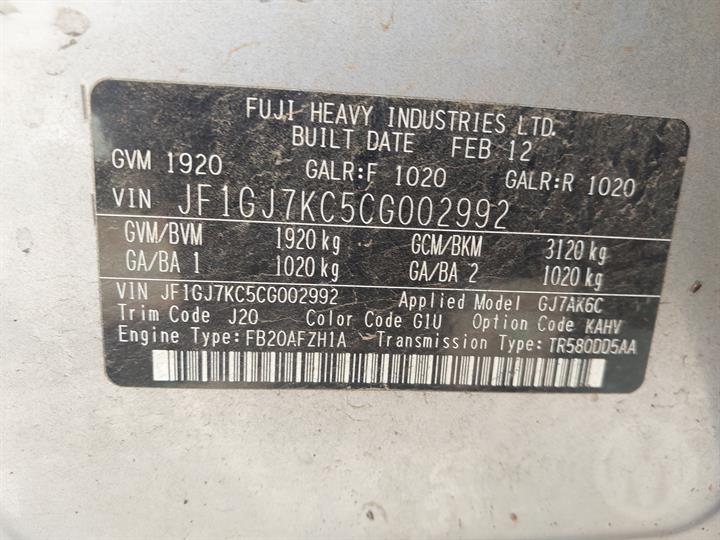 FUJI HEAVY INDUSTRIES LTD.
BUILT DATE FEB 12
GVM 1920 GALR:F 1020 GALR:R 1020
VIN JF1GJ7KC5CG002992
GVM/BVM 1920 kg GCM/BKM 3120 kg
GA/BA 1 1020 kg GA/BA 2 1020 kg
VIN JF1GJ7KC5CG002992 Applied Model GJ7AK6C
Trim Code J20 Color Code G1U Option Code KAHV
Engine Type:FB20AFZH1A Transmission Type:TR580DD5AA